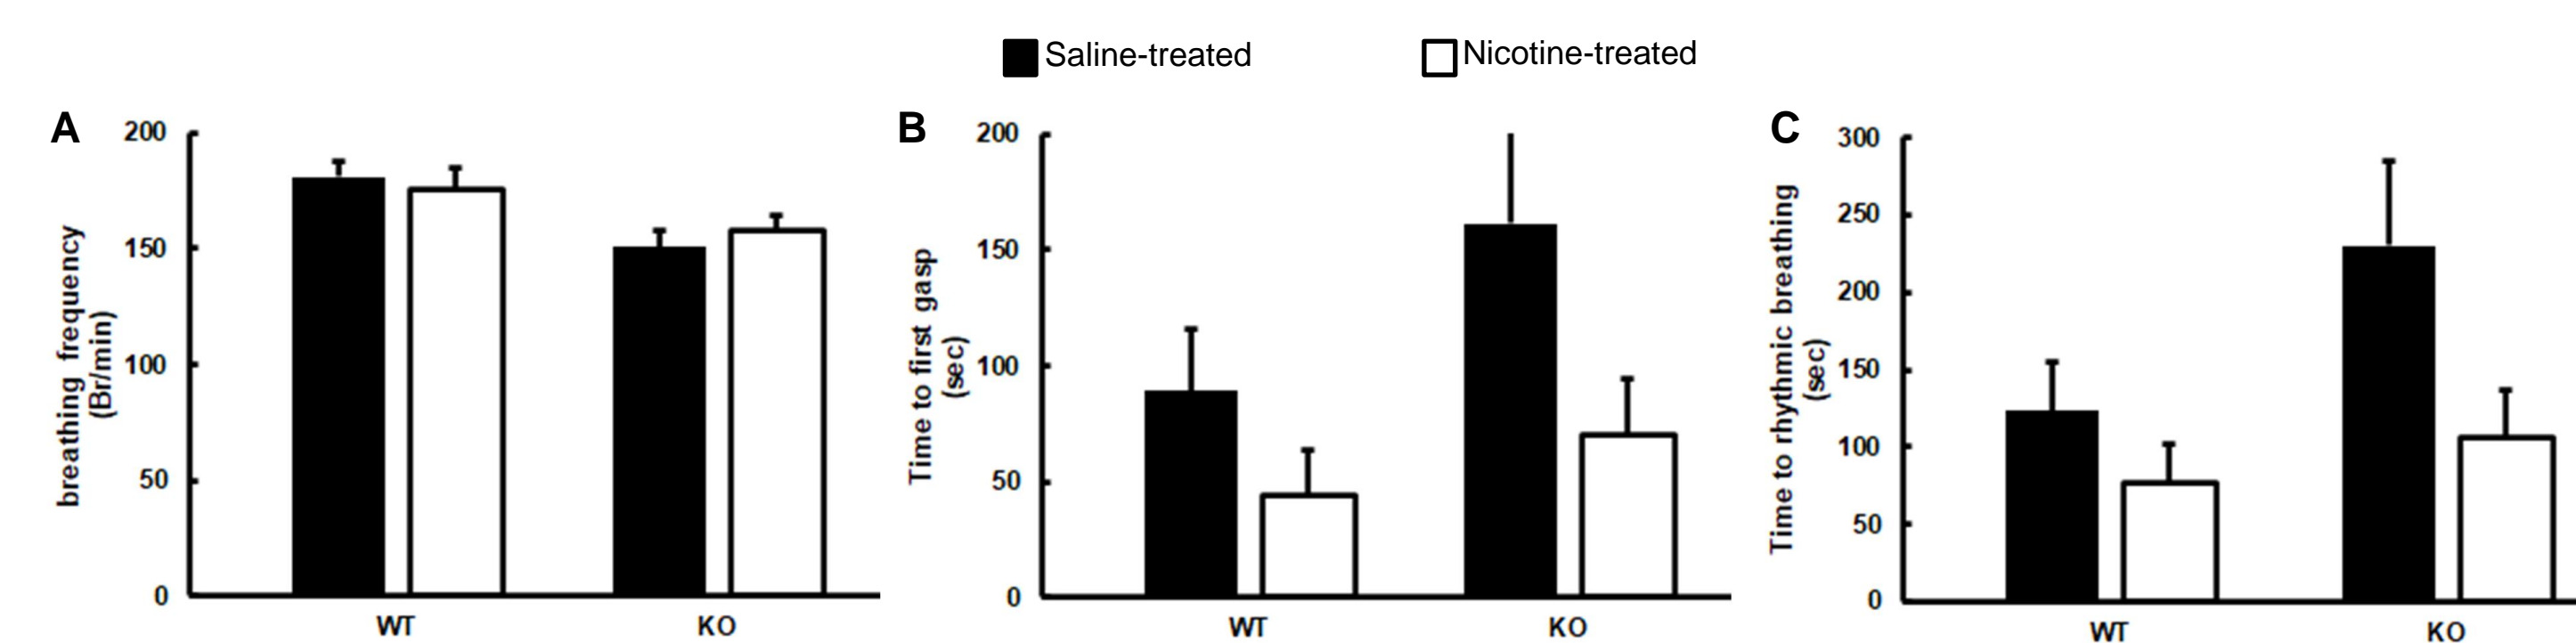 Saline-treated
Nicotine-treated
A
breathing frequency
(Br/min)
200
150
100
50
0
WT
KO
B
Time to first gasp
(sec)
200
150
100
50
0
WT
KO
C
Time to rhythmic breathing
(sec)
300
250
200
150
100
50
0
WT
KO